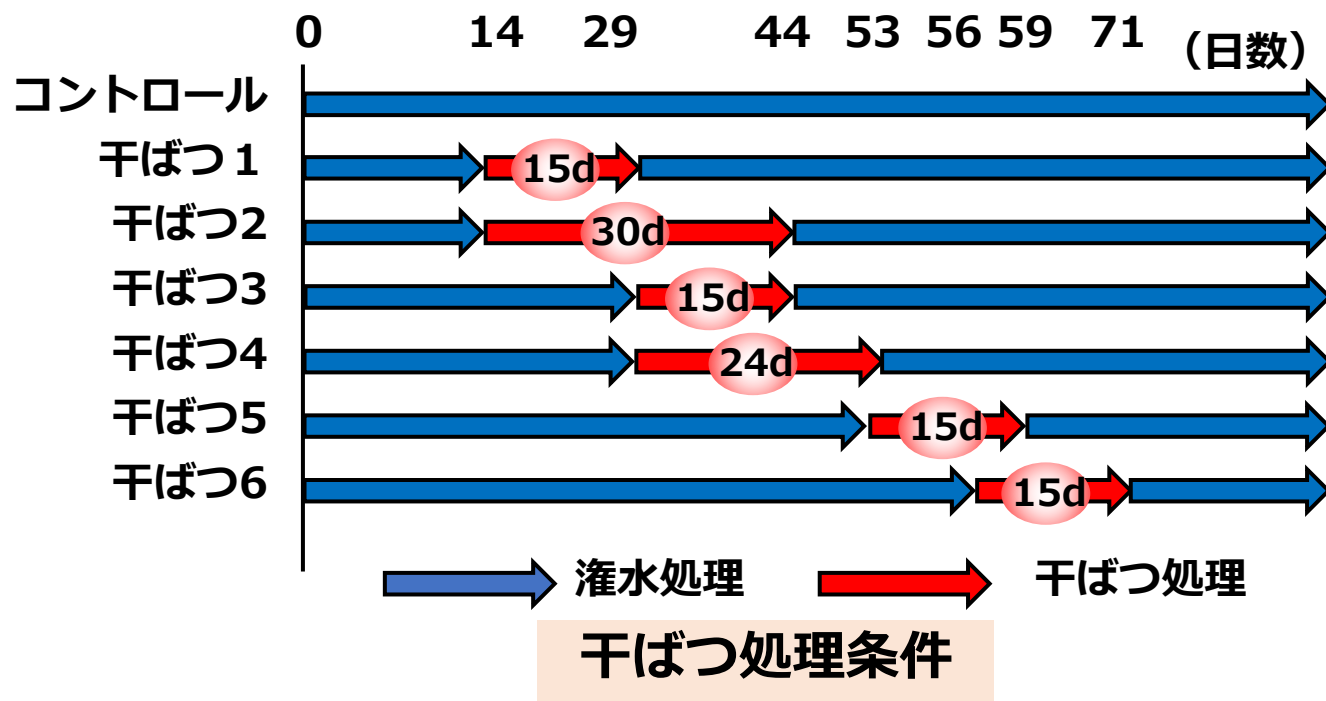 0 14 29 44 53 56 59 71 (日数)
コントロール
干ばつ1 15d
干ばつ2 30d
干ばつ3 15d
干ばつ4 24d
干ばつ5 15d
干ばつ6 15d
潅水処理 干ばつ処理
干ばつ処理条件